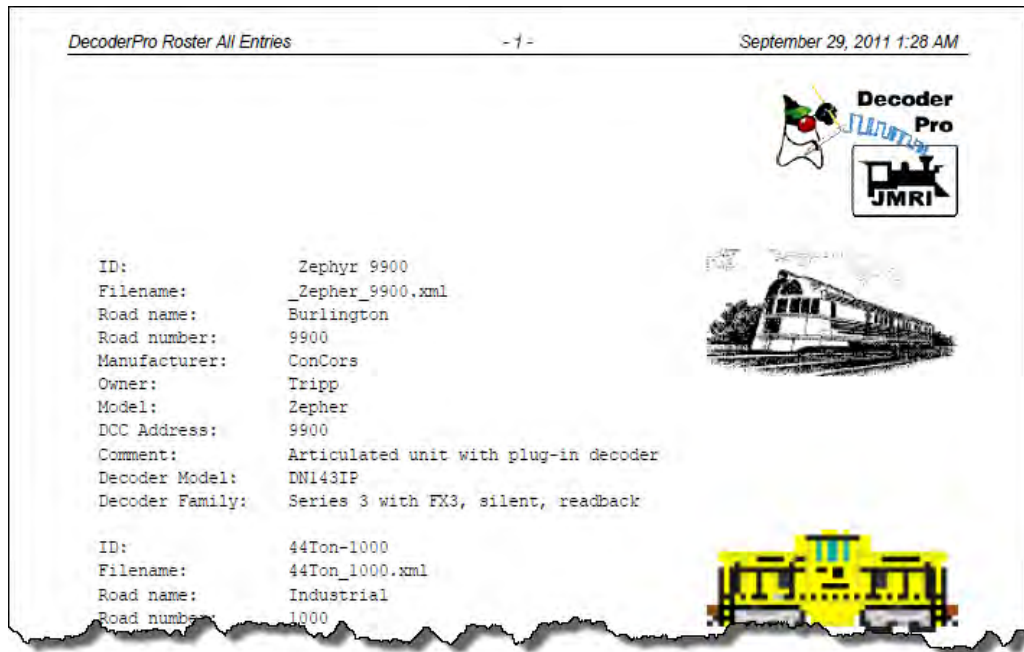 DecoderPro Roster All Entries - 1 - September 29, 2011 1:28 AM
Decoder
Pro
JMRI
ID: Zephyr 9900
Filename: _Zepher_9900.xml
Road name: Burlington
Road number: 9900
Manufacturer: ConCors
Owner: Tripp
Model: Zepher
DCC Address: 9900
Comment: Articulated unit with plug-in decoder
Decoder Model: DN143IP
Decoder Family: Series 3 with FX3, silent, readback
ID: 44Ton-1000
Filename: 44Ton_1000.xml
Road name: Industrial
Road number: 1000